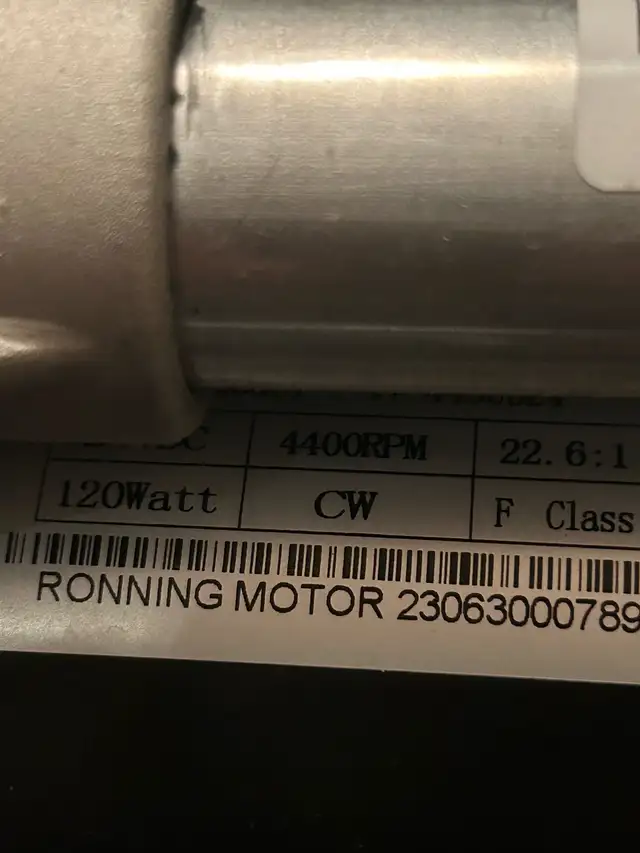 4400RPM 22.6:1
120Watt CW F Class
RONNING MOTOR 23063000789